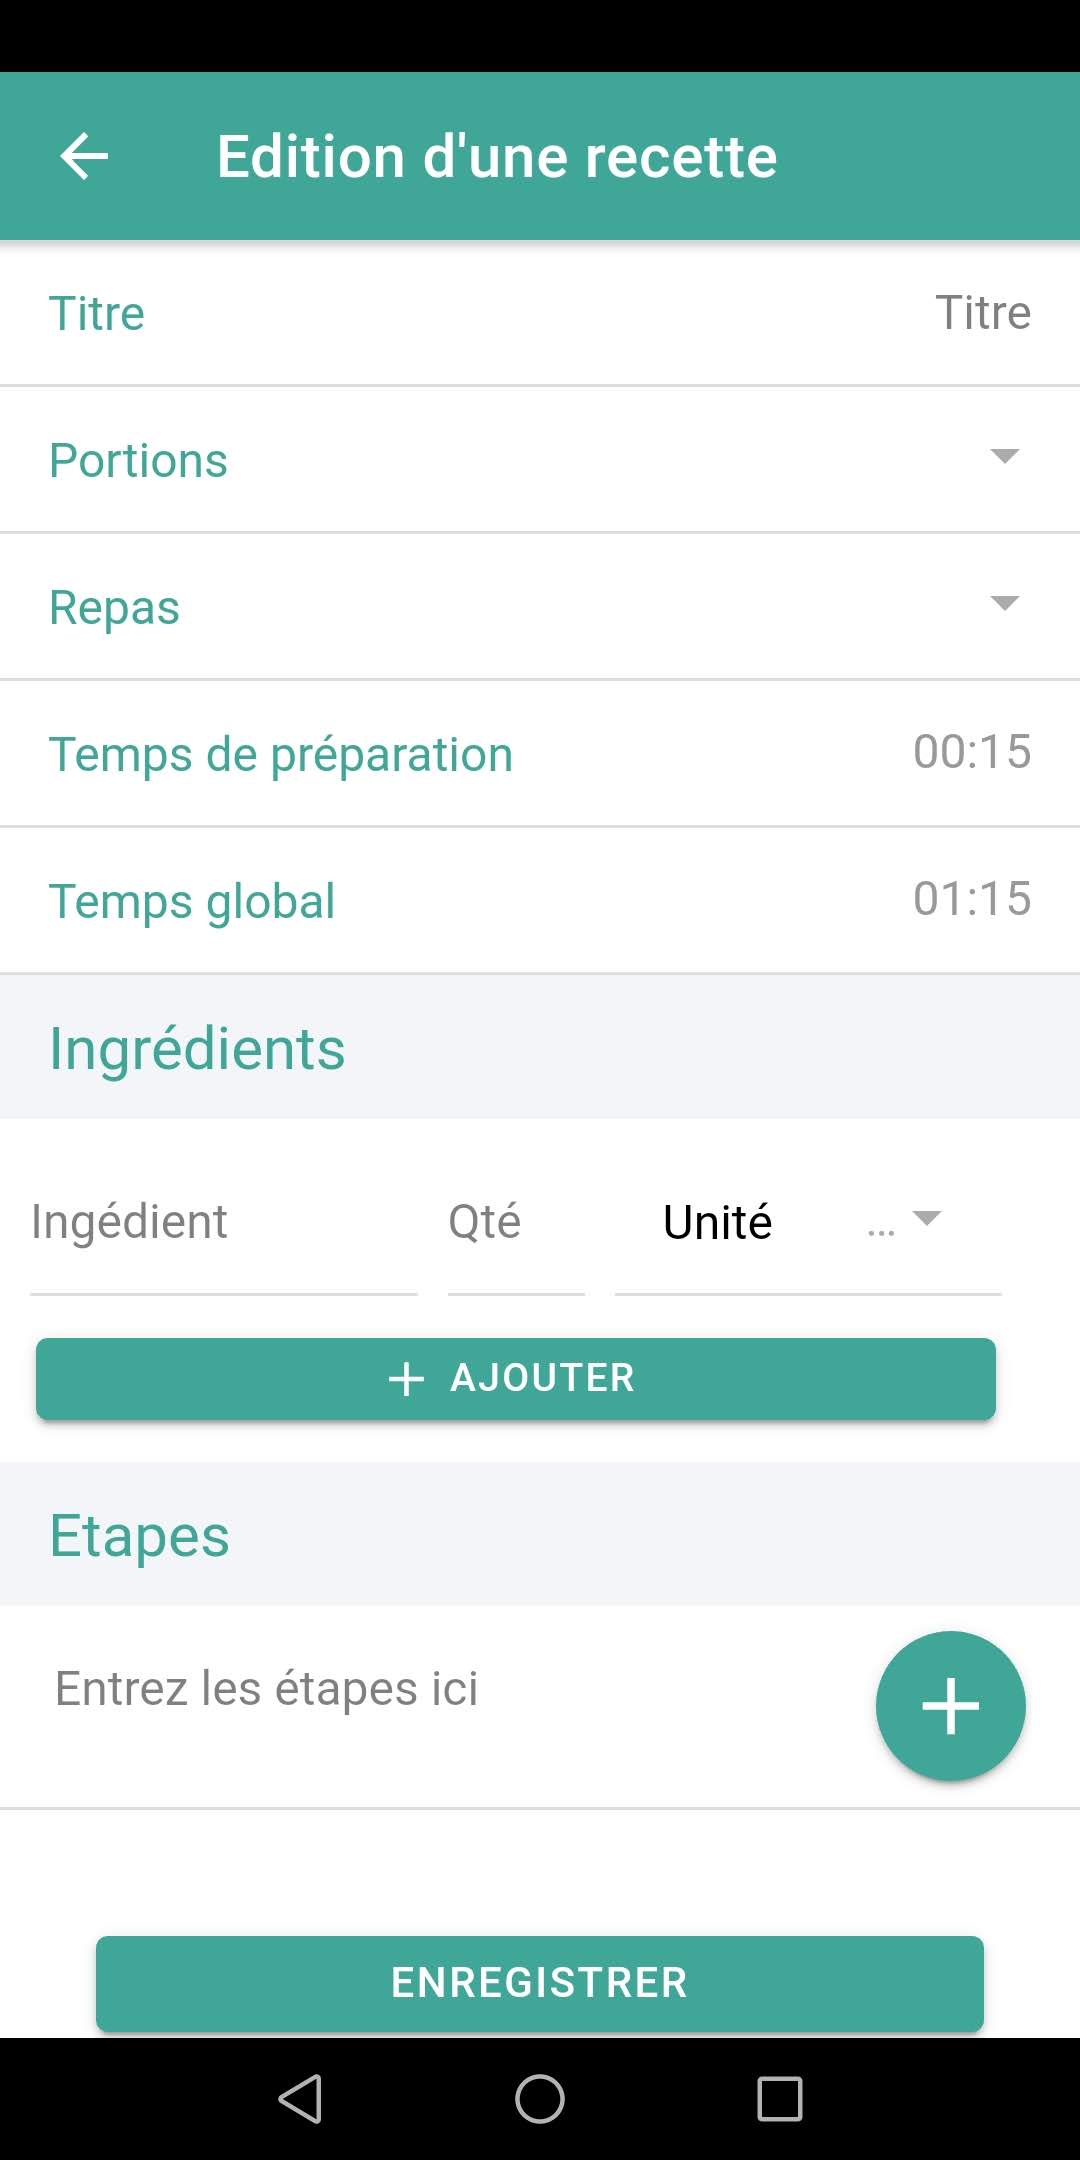 Edition d'une recette
Titre Titre
Portions
Repas
Temps de préparation 00:15
Temps global 01:15
Ingrédients
Ingédient Qté Unité ...
+ AJOUTER
Etapes
Entrez les étapes ici
ENREGISTRER